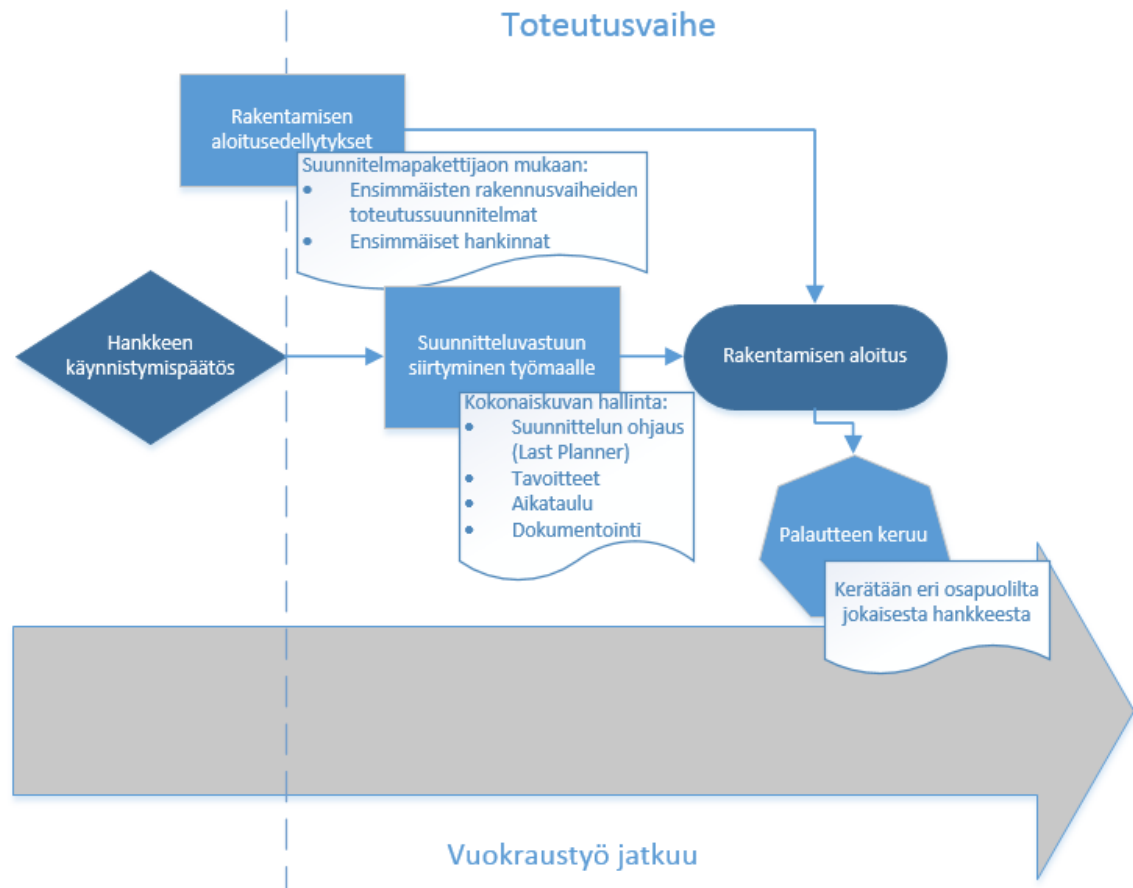 Toteutusvaihe
Rakentamisen
aloitusedellytykset
Suunnitelmapakettijaon mukaan:
• Ensimmäisten rakennusvaiheiden
toteutussuunnitelmat
• Ensimmäiset hankinnat
Hankkeen
käynnistymispäätös
Suunnitteluvastuun
siirtyminen työmaalle
Rakentamisen aloitus
Kokonaiskuvan hallinta:
• Suunnittelun ohjaus
(Last Planner)
• Tavoitteet
• Aikataulu
• Dokumentointi
Palautteen keruu
Kerätään eri osapuolilta
jokaisesta hankkeesta
Vuokraustyö jatkuu